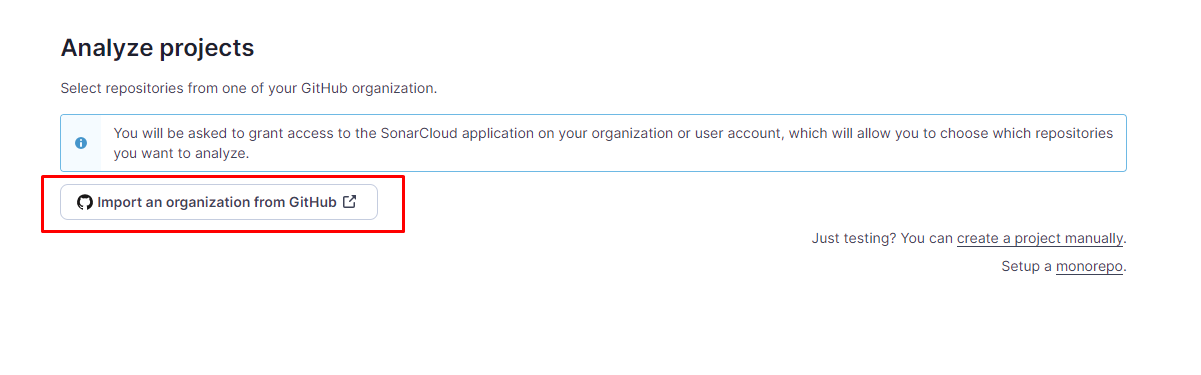 Analyze projects
Select repositories from one of your GitHub organization.
You will be asked to grant access to the SonarCloud application on your organization or user account, which will allow you to choose which repositories
you want to analyze.
Import an organization from GitHub
Just testing? You can create a project manually.
Setup a monorepo.